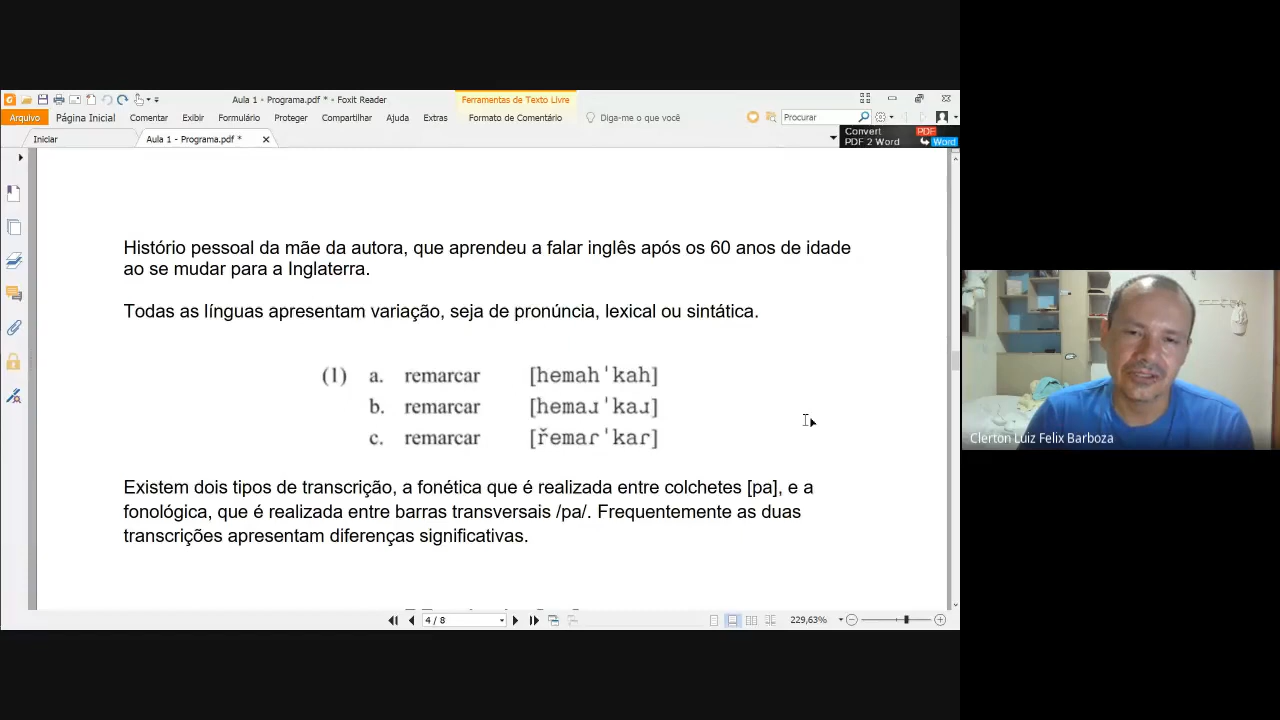 Aula 1 - Programa.pdf * - Foxit Reader
Ferramentas de Texto Livre
Arquivo Página Inicial Comentar Exibir Formulário Proteger Compartilhar Ajuda Extras Formato de Comentário Diga-me o que você Procurar
Iniciar Aula 1 - Programa.pdf *
Convert PDF
PDF 2 Word Word
Histório pessoal da mãe da autora, que aprendeu a falar inglês após os 60 anos de idade
ao se mudar para a Inglaterra.
Todas as línguas apresentam variação, seja de pronúncia, lexical ou sintática.
(1) a. remarcar [hemahˈkah]
b. remarcar [hemaɹˈkaɹ]
c. remarcar [řemaɾˈkaɾ]
Clerton Luiz Felix Barboza
Existem dois tipos de transcrição, a fonética que é realizada entre colchetes [pa], e a
fonológica, que é realizada entre barras transversais /pa/. Frequentemente as duas
transcrições apresentam diferenças significativas.
4 / 8 229,63%